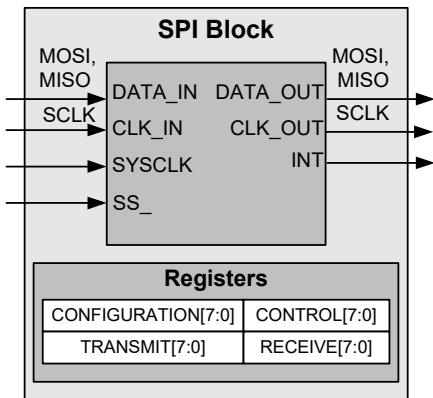 SPI Block
MOSI,
MISO
MOSI,
MISO
DATA_IN DATA_OUT
SCLK
SCLK
CLK_IN CLK_OUT
SYSCLK INT
SS_
Registers
CONFIGURATION[7:0] CONTROL[7:0]
TRANSMIT[7:0] RECEIVE[7:0]